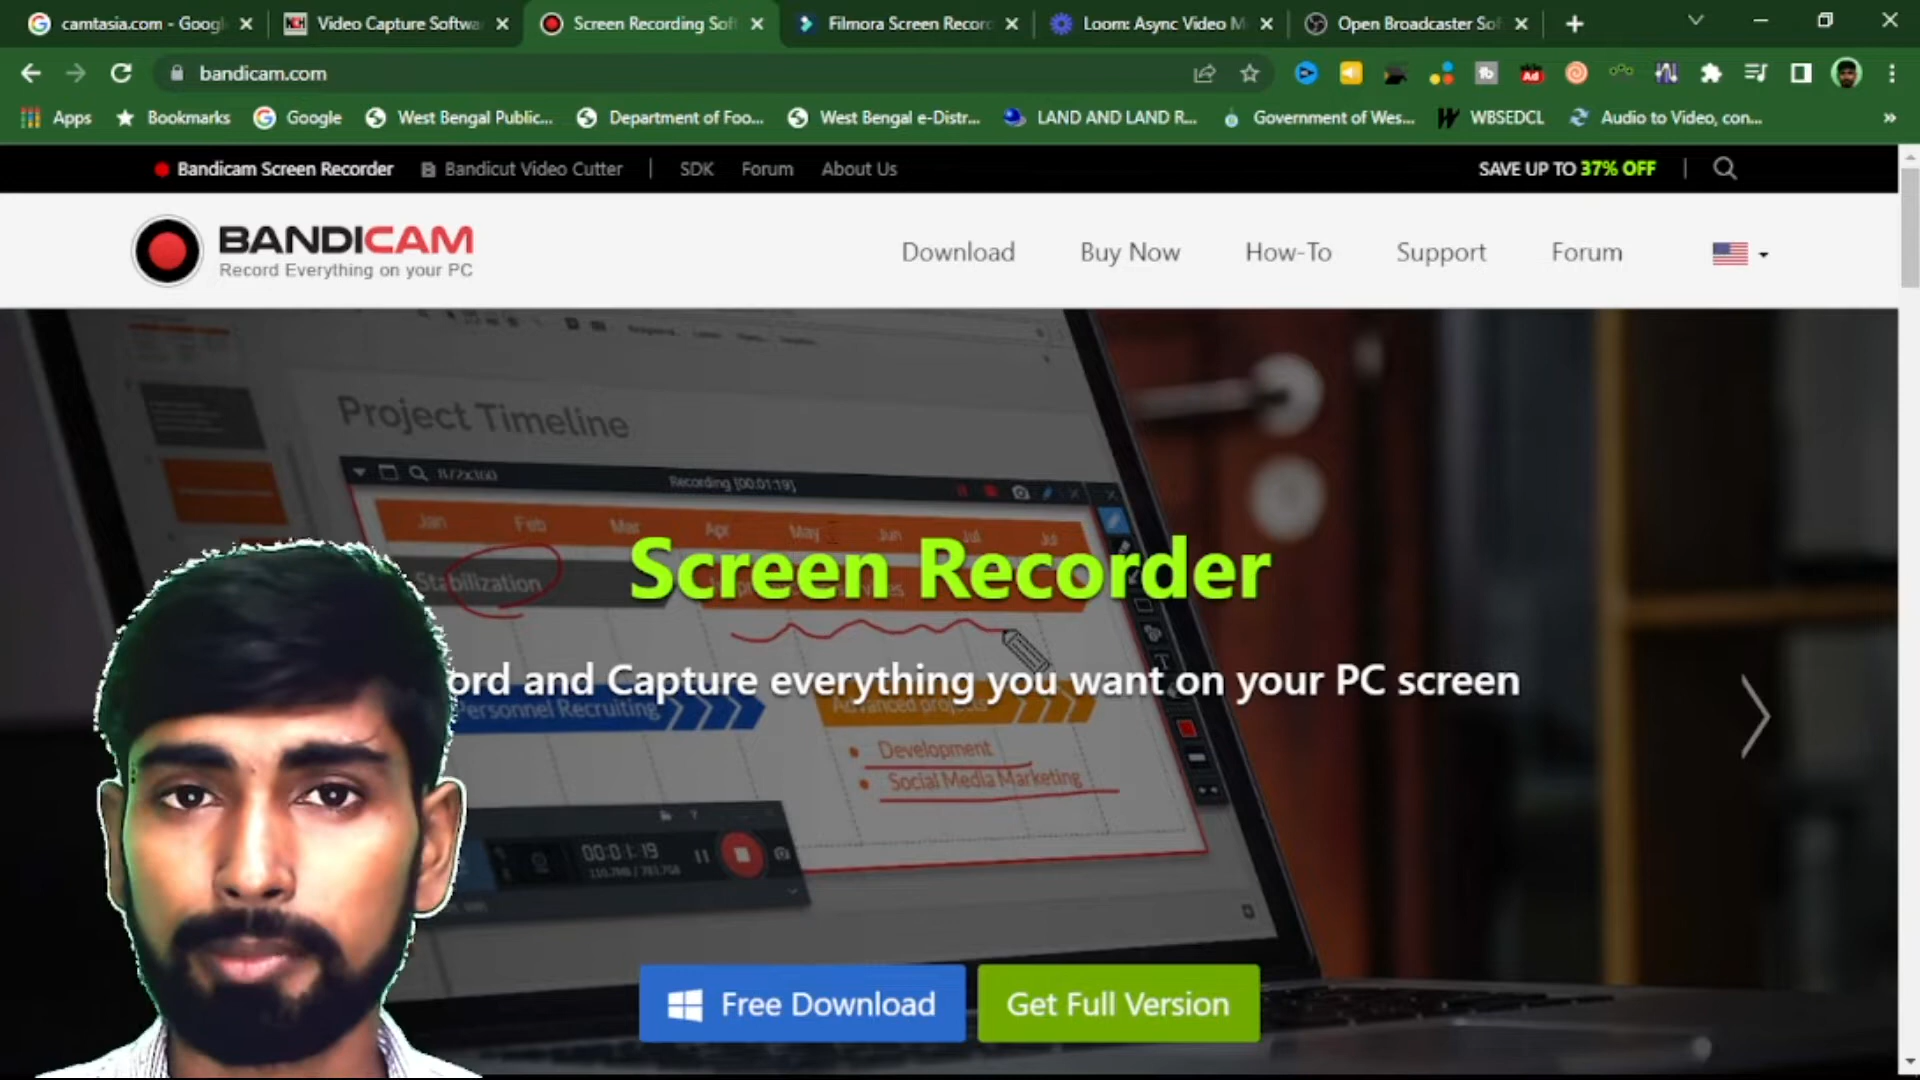 camtasia.com - Goog
Video Capture Softwa
Screen Recording Sof
Filmora Screen Recor
Loom: Async Video M
Open Broadcaster Sof
bandicam.com
Apps
Bookmarks
Google
West Bengal Public...
Department of Foo...
West Bengal e-Distr...
LAND AND LAND R...
Government of Wes...
WBSEDCL
Audio to Video, con...
Bandicam Screen Recorder
Bandicut Video Cutter
SDK
Forum
About Us
SAVE UP TO 37% OFF
BANDICAM
Record Everything on your PC
Download
Buy Now
How-To
Support
Forum
Project Timeline
Recording [00:01:19]
Jan Feb Mar Apr May Jun Jul Jul
Stabilization
Screen Recorder
ord and Capture everything you want on your PC screen
Personnel Recruiting
Advanced projects
Development
Social Media Marketing
00:01:19
Free Download
Get Full Version